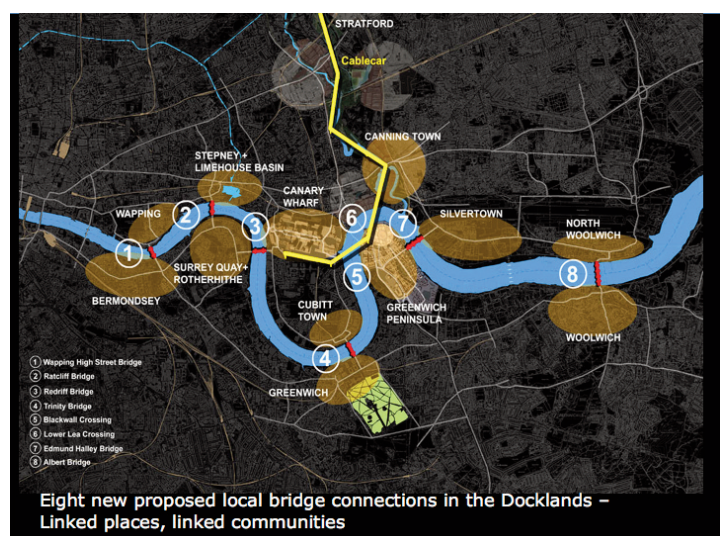 STRATFORD
Cablecar
CANNING TOWN
STEPNEY +
LIMEHOUSE BASIN
CANARY
WHARF
WAPPING
2
3
6
7
SILVERTOWN
NORTH
WOOLWICH
1
SURREY QUAY+
ROTHERHITHE
5
8
BERMONDSEY
CUBITT
TOWN
GREENWICH
PENINSULA
WOOLWICH
4
GREENWICH
1 Wapping High Street Bridge
2 Ratcliff Bridge
3 Redriff Bridge
4 Trinity Bridge
5 Blackwall Crossing
6 Lower Lea Crossing
7 Edmund Halley Bridge
8 Albert Bridge
Eight new proposed local bridge connections in the Docklands –
Linked places, linked communities